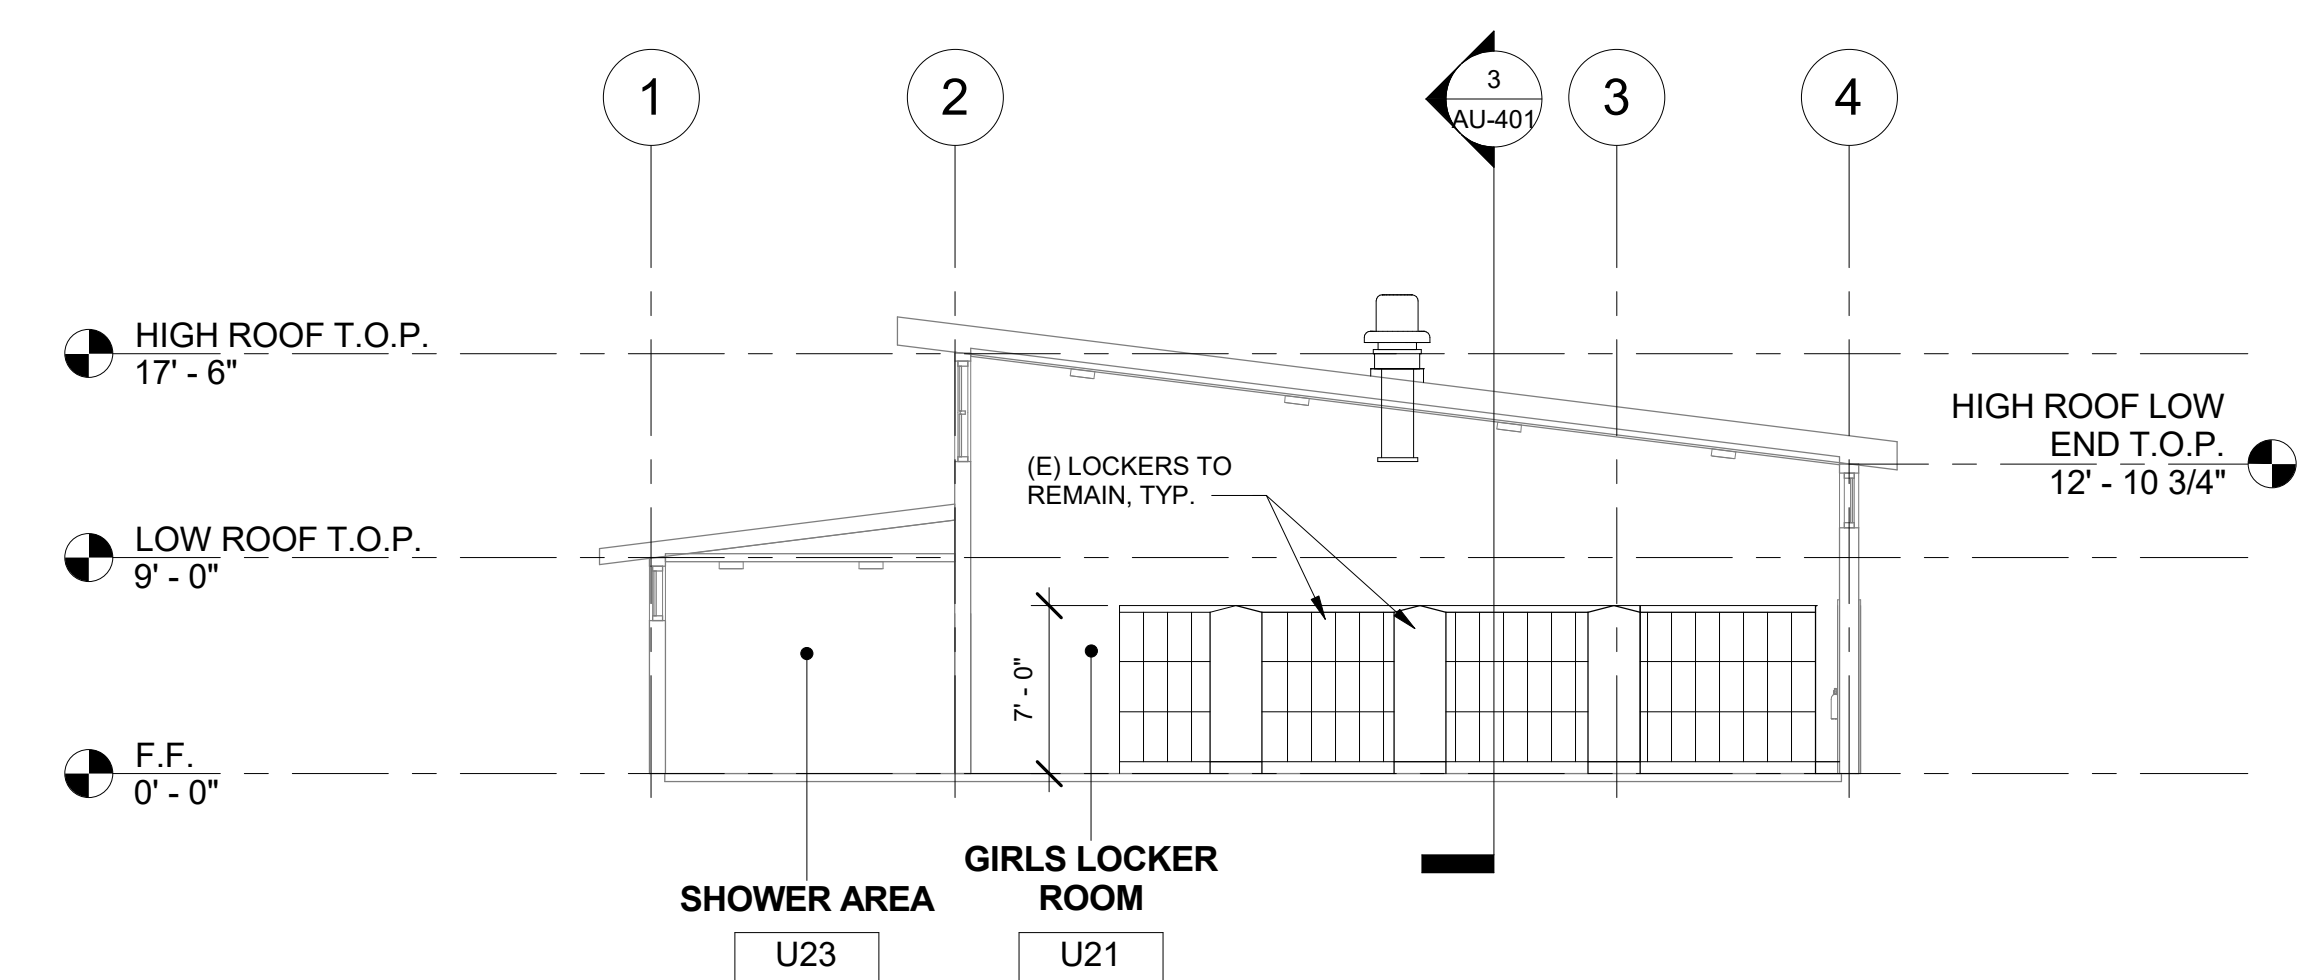 1
2
3
AU-401
3
4
HIGH ROOF T.O.P.
17' - 6"
HIGH ROOF LOW
END T.O.P.
12' - 10 3/4"
(E) LOCKERS TO
REMAIN, TYP.
LOW ROOF T.O.P.
9' - 0"
7' - 0"
F.F.
0' - 0"
SHOWER AREA
U23
GIRLS LOCKER
ROOM
U21